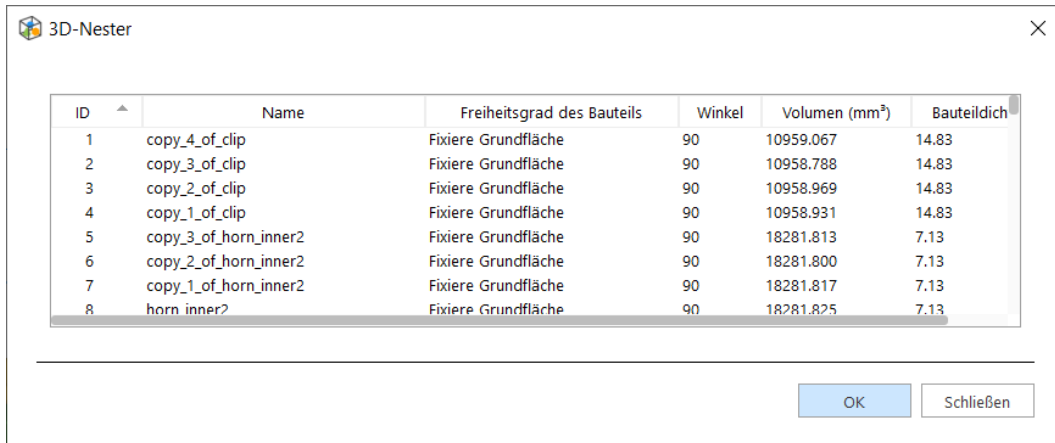 3D-Nester
ID Name Freiheitsgrad des Bauteils Winkel Volumen (mm³) Bauteildich
1 copy_4_of_clip Fixiere Grundfläche 90 10959.067 14.83
2 copy_3_of_clip Fixiere Grundfläche 90 10958.788 14.83
3 copy_2_of_clip Fixiere Grundfläche 90 10958.969 14.83
4 copy_1_of_clip Fixiere Grundfläche 90 10958.931 14.83
5 copy_3_of_horn_inner2 Fixiere Grundfläche 90 18281.813 7.13
6 copy_2_of_horn_inner2 Fixiere Grundfläche 90 18281.800 7.13
7 copy_1_of_horn_inner2 Fixiere Grundfläche 90 18281.817 7.13
8 horn_inner2 Fixiere Grundfläche 90 18281.825 7.13
OK Schließen